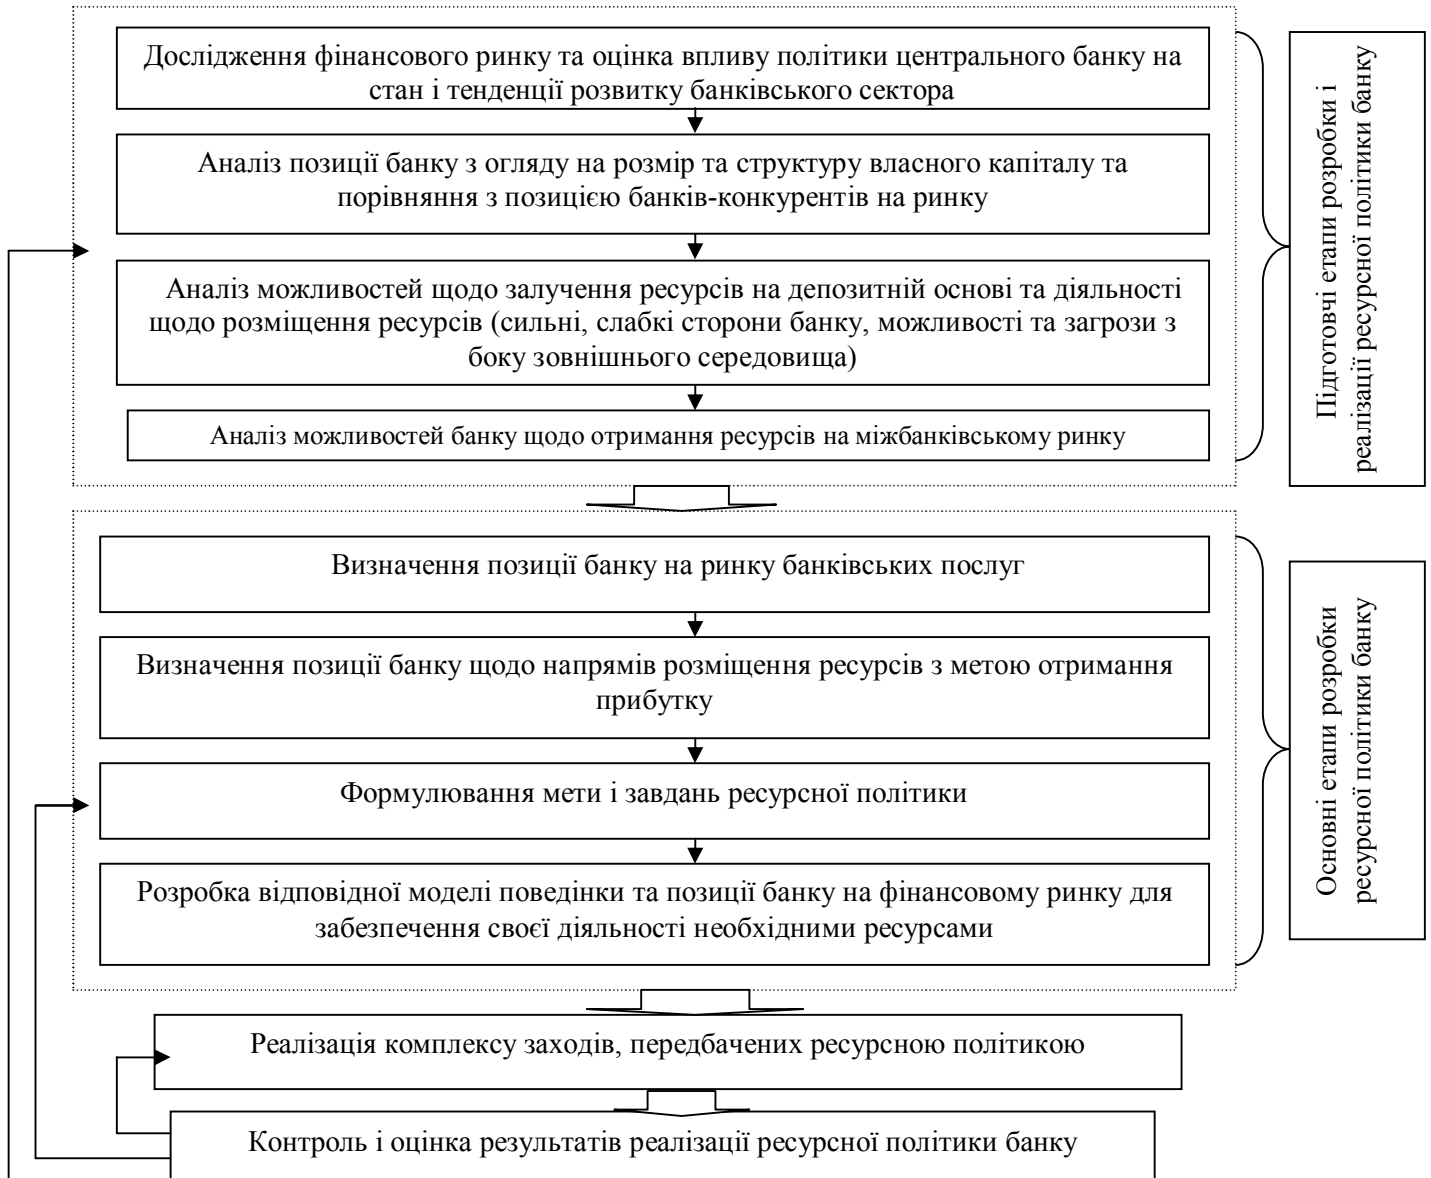 Дослідження фінансового ринку та оцінка впливу політики центрального банку на
стан і тенденції розвитку банківського сектора
Аналіз позиції банку з огляду на розмір та структуру власного капіталу та
порівняння з позицією банків-конкурентів на ринку
Аналіз можливостей щодо залучення ресурсів на депозитній основі та діяльності
щодо розміщення ресурсів (сильні, слабкі сторони банку, можливості та загрози з
боку зовнішнього середовища)
Аналіз можливостей банку щодо отримання ресурсів на міжбанківському ринку
Підготовчі етапи розробки і
реалізації ресурсної політики банку
Визначення позиції банку на ринку банківських послуг
Визначення позиції банку щодо напрямів розміщення ресурсів з метою отримання
прибутку
Формулювання мети і завдань ресурсної політики
Розробка відповідної моделі поведінки та позиції банку на фінансовому ринку для
забезпечення своєї діяльності необхідними ресурсами
Основні етапи розробки
ресурсної політики банку
Реалізація комплексу заходів, передбачених ресурсною політикою
Контроль і оцінка результатів реалізації ресурсної політики банку